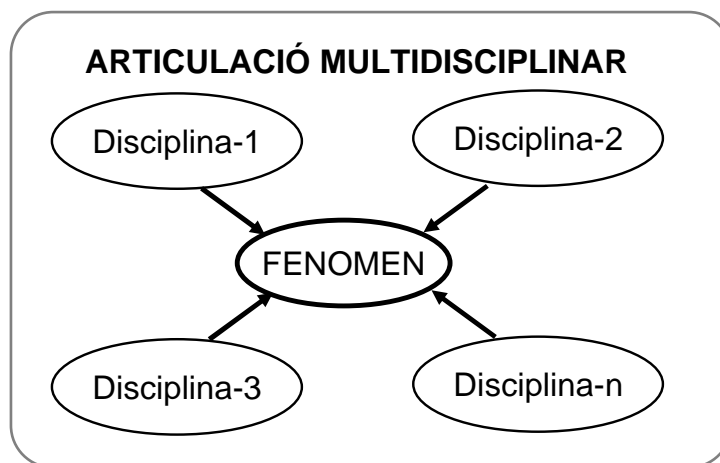 ARTICULACIÓ MULTIDISCIPLINAR
Disciplina-1
Disciplina-2
FENOMEN
Disciplina-3
Disciplina-n